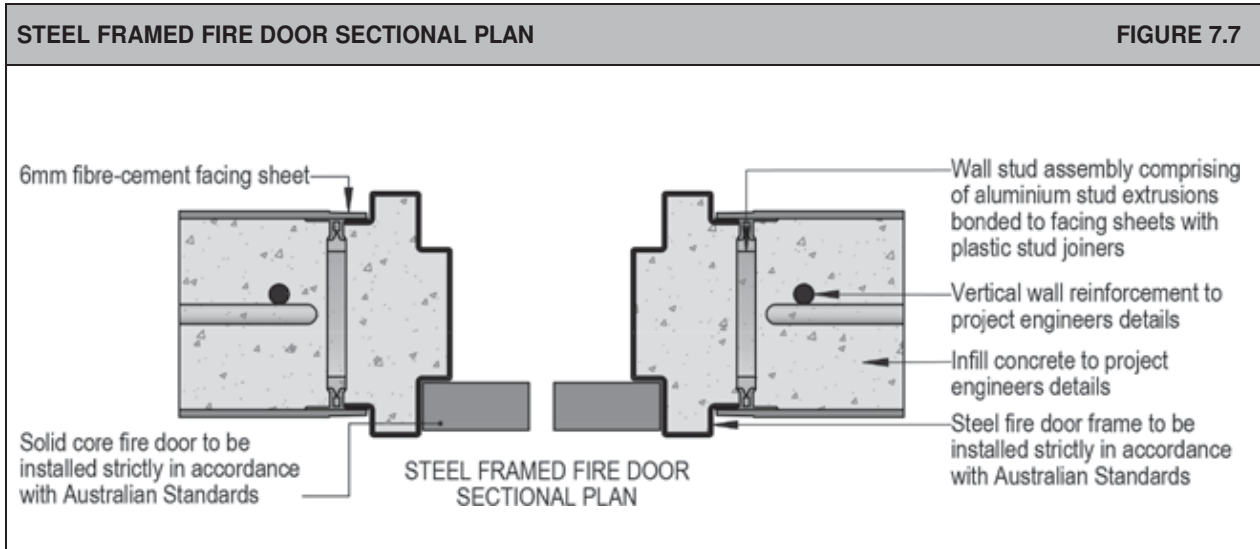 STEEL FRAMED FIRE DOOR SECTIONAL PLAN
FIGURE 7.7
6mm fibre-cement facing sheet
Wall stud assembly comprising
of aluminium stud extrusions
bonded to facing sheets with
plastic stud joiners
Vertical wall reinforcement to
project engineers details
Infill concrete to project
engineers details
Steel fire door frame to be
installed strictly in accordance
with Australian Standards
Solid core fire door to be
installed strictly in accordance
with Australian Standards
STEEL FRAMED FIRE DOOR
SECTIONAL PLAN